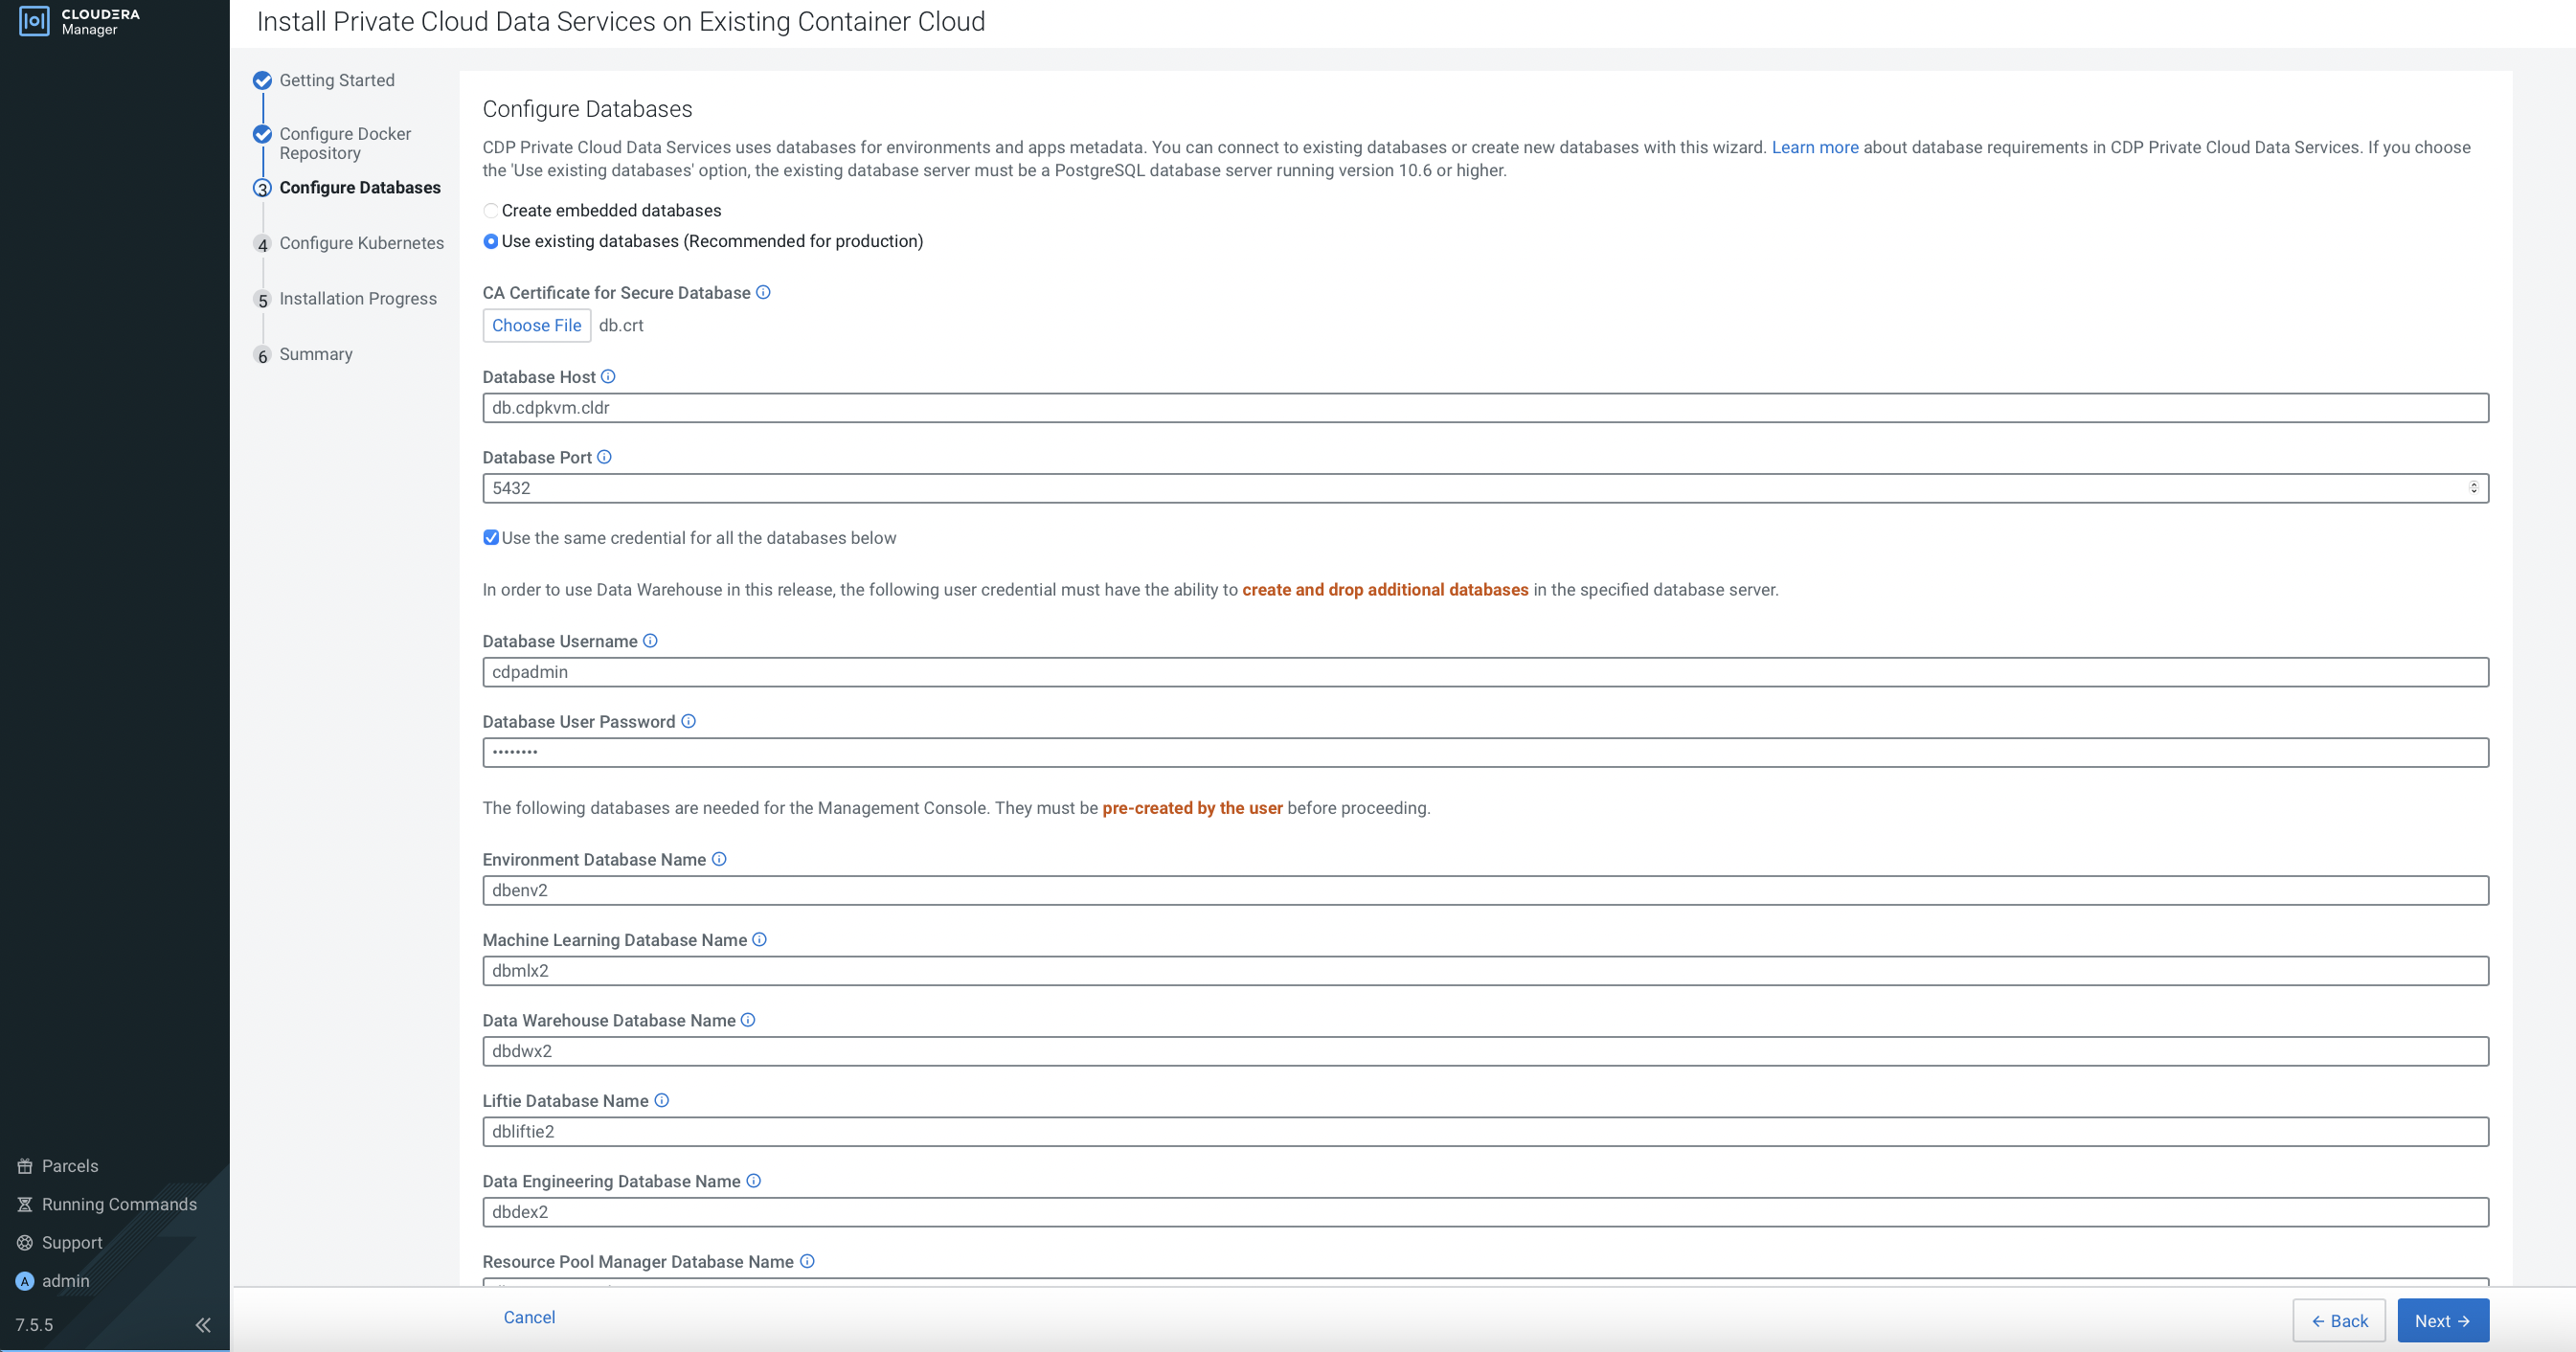 CLOUDERA
Manager
Install Private Cloud Data Services on Existing Container Cloud
Getting Started
Configure Docker
Repository
3 Configure Databases
4 Configure Kubernetes
5 Installation Progress
6 Summary
Configure Databases
CDP Private Cloud Data Services uses databases for environments and apps metadata. You can connect to existing databases or create new databases with this wizard. Learn more about database requirements in CDP Private Cloud Data Services. If you choose
the 'Use existing databases' option, the existing database server must be a PostgreSQL database server running version 10.6 or higher.
Create embedded databases
Use existing databases (Recommended for production)
CA Certificate for Secure Database
Choose File db.crt
Database Host
db.cdpkvm.cldr
Database Port
5432
Use the same credential for all the databases below
In order to use Data Warehouse in this release, the following user credential must have the ability to create and drop additional databases in the specified database server.
Database Username
cdpadmin
Database User Password
••••••••
The following databases are needed for the Management Console. They must be pre-created by the user before proceeding.
Environment Database Name
dbenv2
Machine Learning Database Name
dbmlx2
Data Warehouse Database Name
dbdwx2
Liftie Database Name
dbliftie2
Data Engineering Database Name
dbdex2
Resource Pool Manager Database Name
Parcels
Running Commands
Support
A admin
7.5.5
Cancel
← Back
Next →